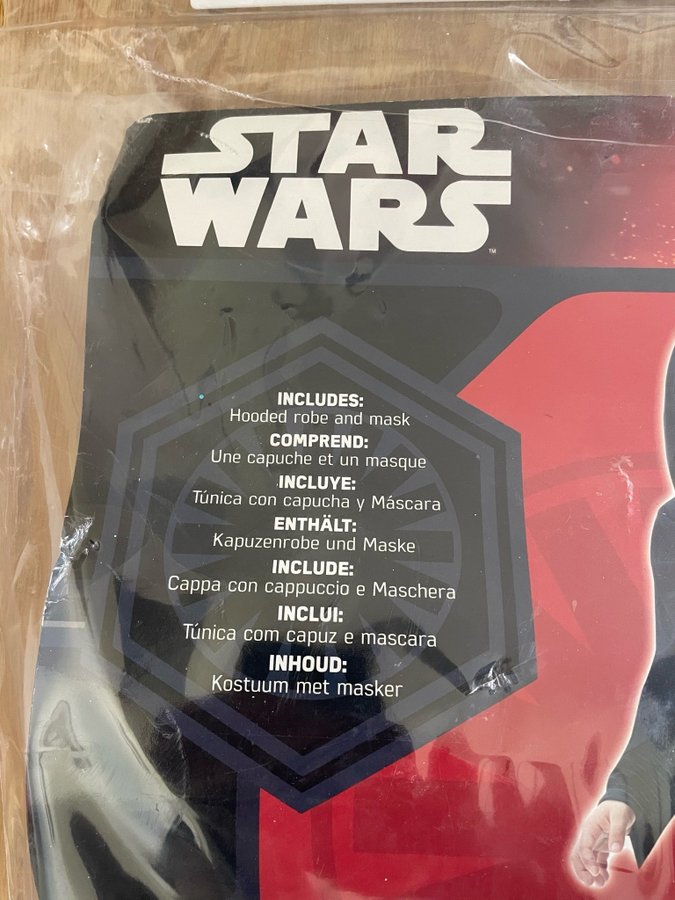 STAR
WARS
™
INCLUDES:
Hooded robe and mask
COMPREND:
Une capuche et un masque
INCLUYE:
Túnica con capucha y Máscara
ENTHÄLT:
Kapuzenrobe und Maske
INCLUDE:
Cappa con cappuccio e Maschera
INCLUI:
Túnica com capuz e mascara
INHOUD:
Kostuum met masker